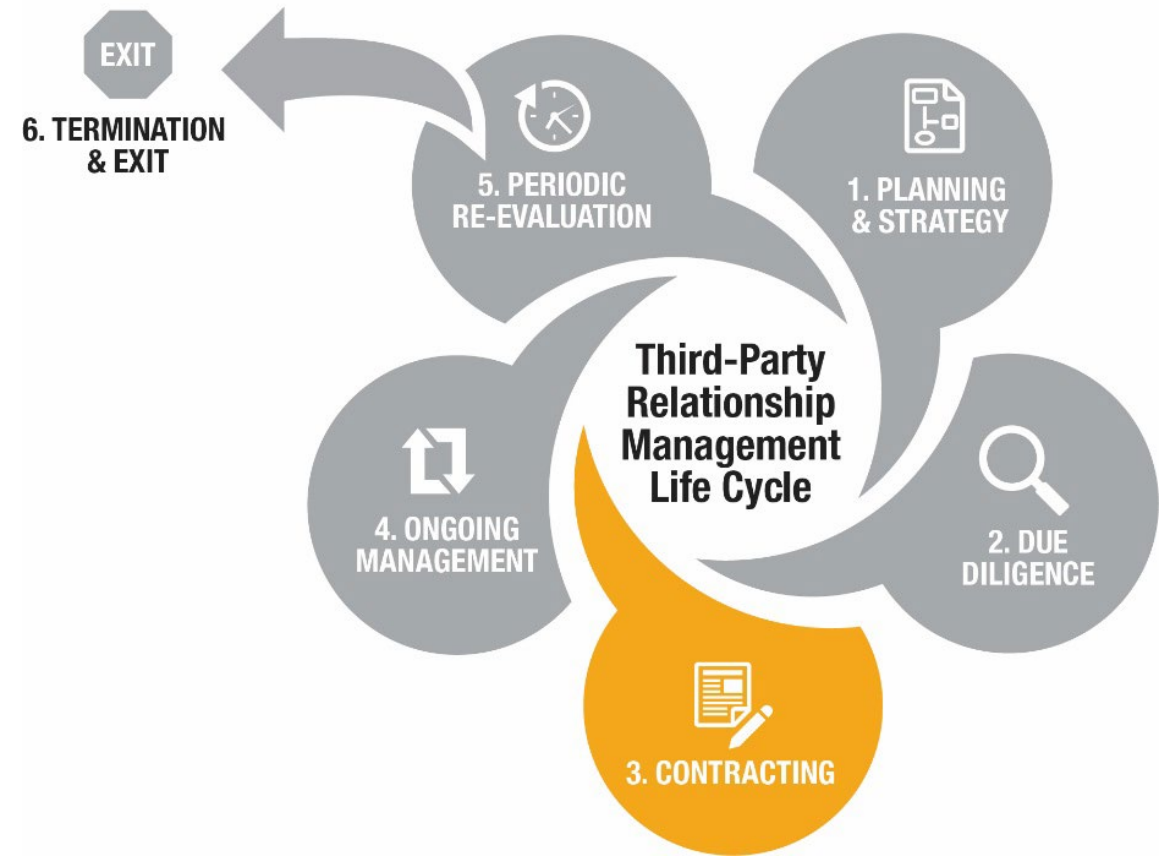 EXIT
6. TERMINATION
& EXIT
5. PERIODIC
RE-EVALUATION
1. PLANNING
& STRATEGY
Third-Party
Relationship
Management
Life Cycle
4. ONGOING
MANAGEMENT
2. DUE
DILIGENCE
3. CONTRACTING